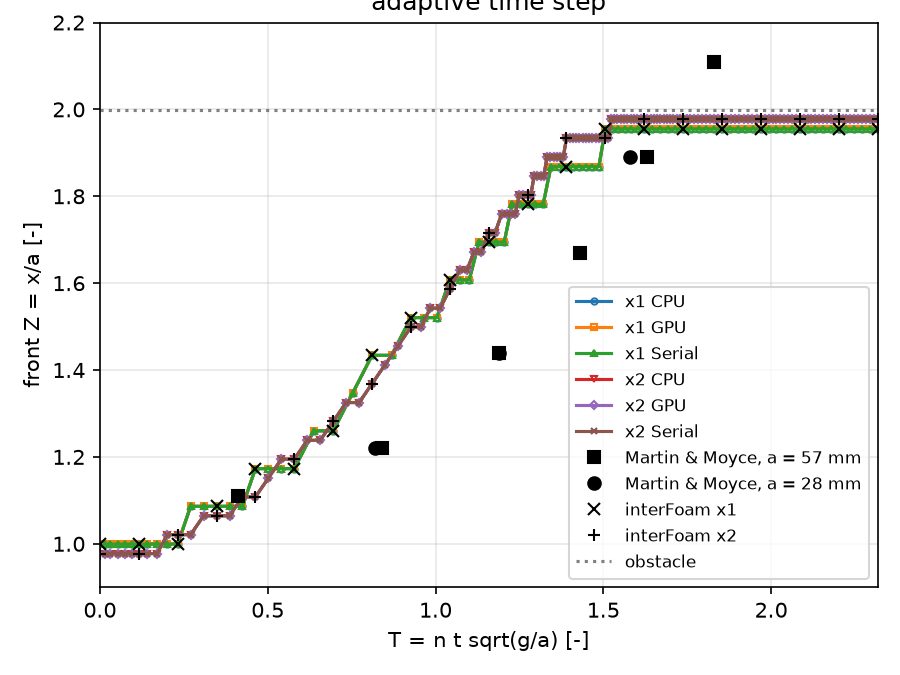 adaptive time step
2.2
2.0
1.8
1.6
1.4
1.2
1.0
front Z = x/a [-]
x1 CPU
x1 GPU
x1 Serial
x2 CPU
x2 GPU
x2 Serial
Martin & Moyce, a = 57 mm
Martin & Moyce, a = 28 mm
interFoam x1
interFoam x2
obstacle
0.0 0.5 1.0 1.5 2.0
T = n t sqrt(g/a) [-]